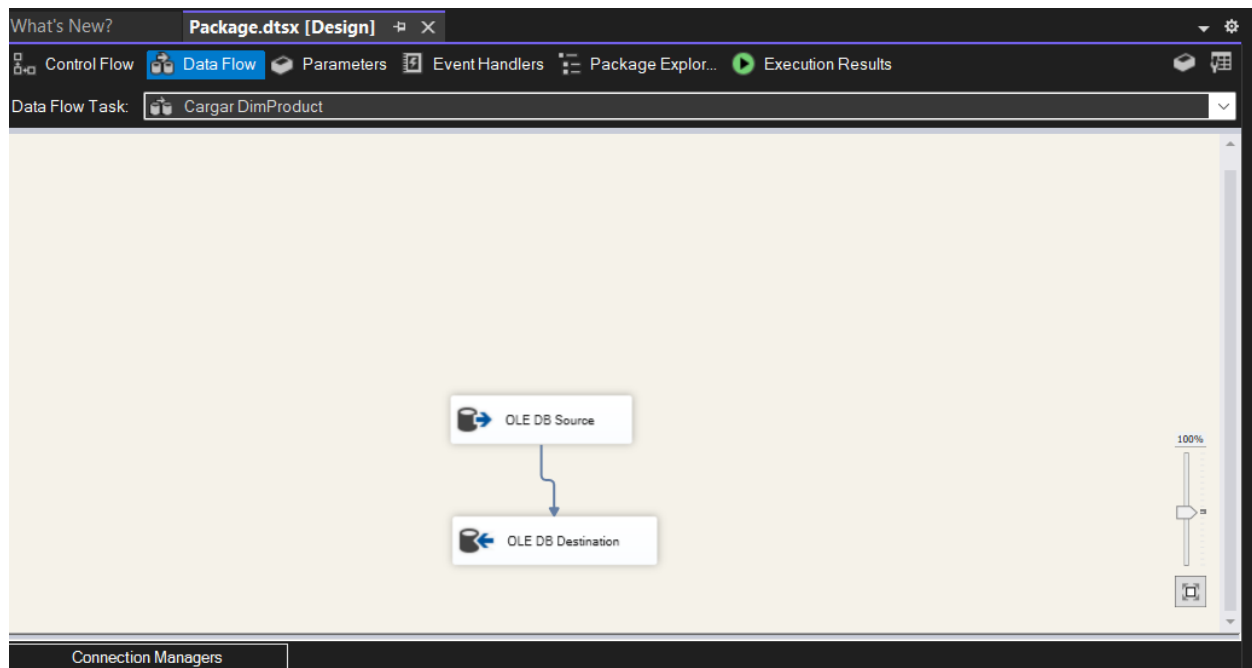 What's New? Package.dtsx [Design]
Control Flow Data Flow Parameters Event Handlers Package Explor... Execution Results
Data Flow Task: Cargar DimProduct
OLE DB Source
100%
OLE DB Destination
Connection Managers